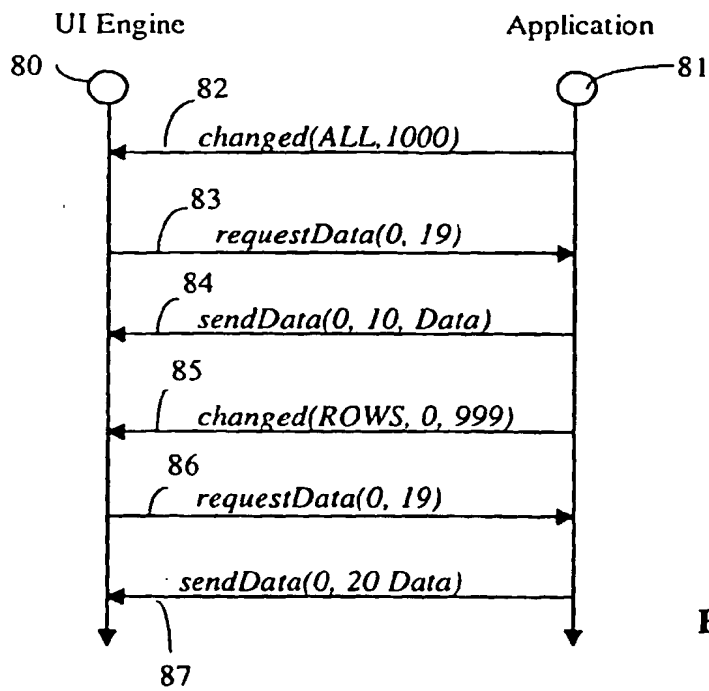 UI Engine Application
80 81
82
changed(ALL, 1000)
83
requestData(0, 19)
84
sendData(0, 10, Data)
85
changed(ROWS, 0, 999)
86
requestData(0, 19)
sendData(0, 20 Data)
87